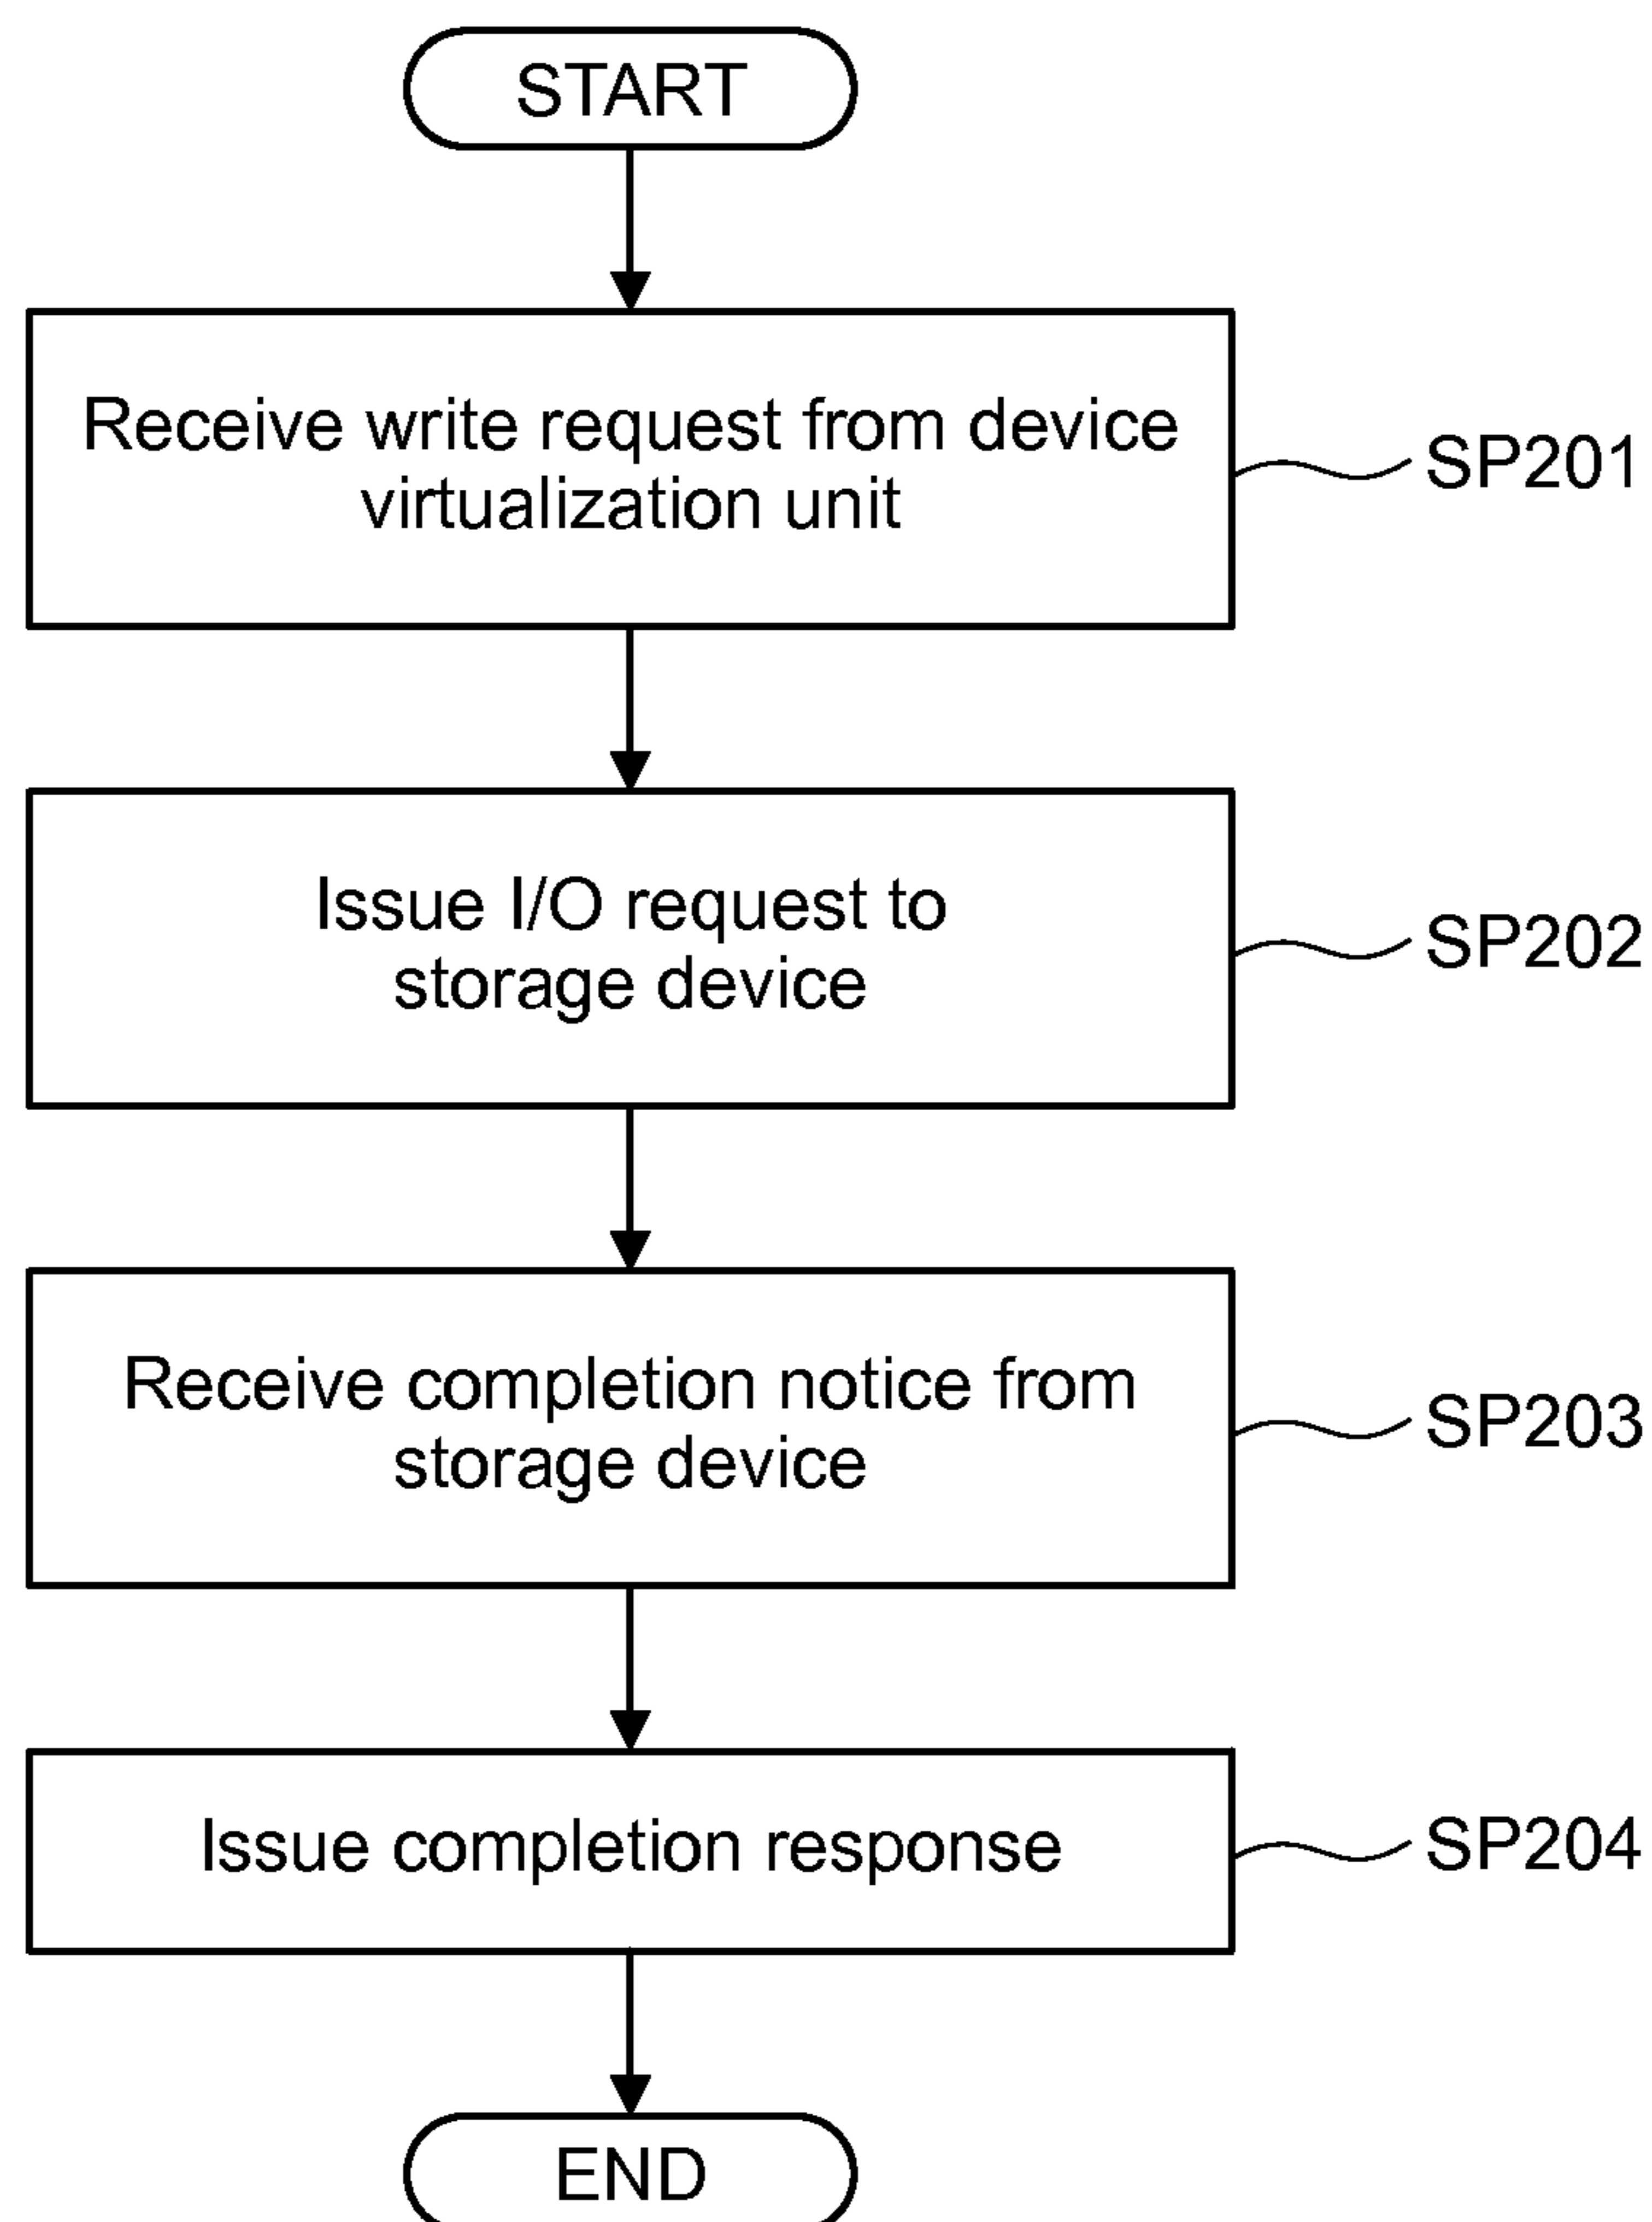 START
Receive write request from device
virtualization unit
SP201
Issue I/O request to
storage device
SP202
Receive completion notice from
storage device
SP203
Issue completion response
SP204
END